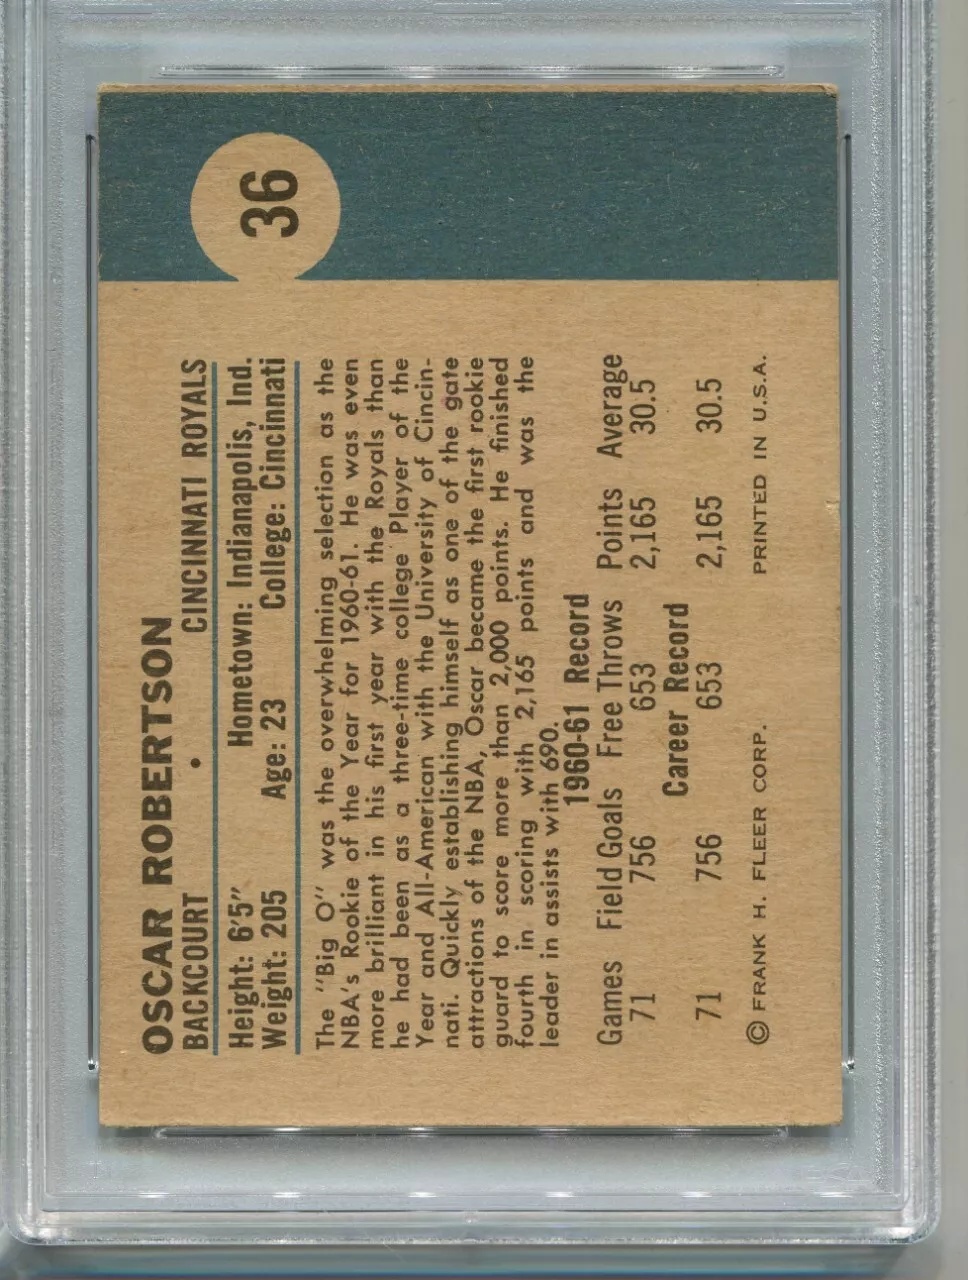 36
OSCAR ROBERTSON
BACKCOURT • CINCINNATI ROYALS
Height: 6'5" Hometown: Indianapolis, Ind.
Weight: 205 Age: 23 College: Cincinnati
The "Big O" was the overwhelming selection as the
NBA's Rookie of the Year for 1960-61. He was even
more brilliant in his first year with the Royals than
he had been as a three-time college Player of the
Year and All-American with the University of Cincin-
nati. Quickly establishing himself as one of the gate
attractions of the NBA, Oscar became the first rookie
guard to score more than 2,000 points. He finished
fourth in scoring with 2,165 points and was the
leader in assists with 690.
1960-61 Record
Games Field Goals Free Throws Points Average
71 756 653 2,165 30.5
Career Record
71 756 653 2,165 30.5
© FRANK H. FLEER CORP. PRINTED IN U.S.A.